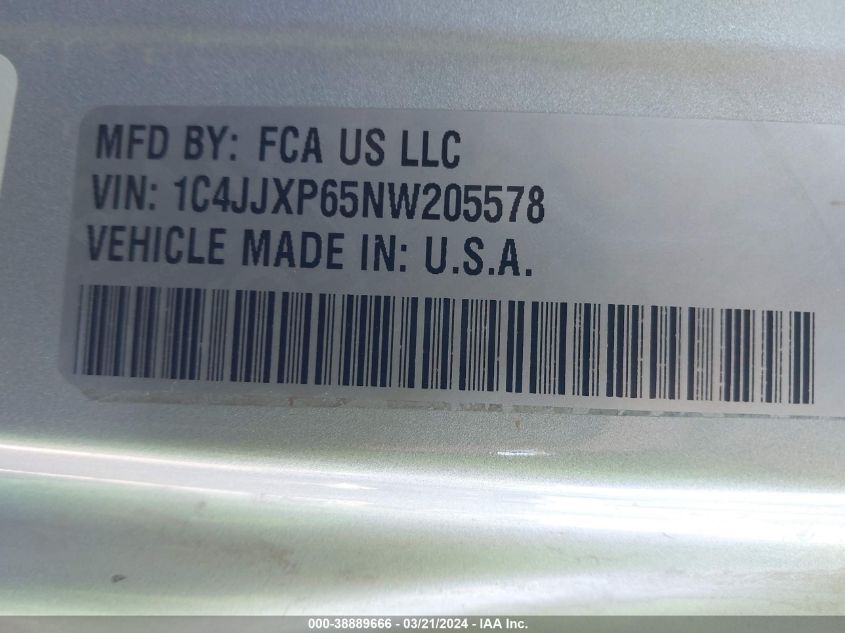 MFD BY: FCA US LLC
VIN: 1C4JJXP65NW205578
VEHICLE MADE IN: U.S.A.
000-38889666 - 03/21/2024 - IAA Inc.